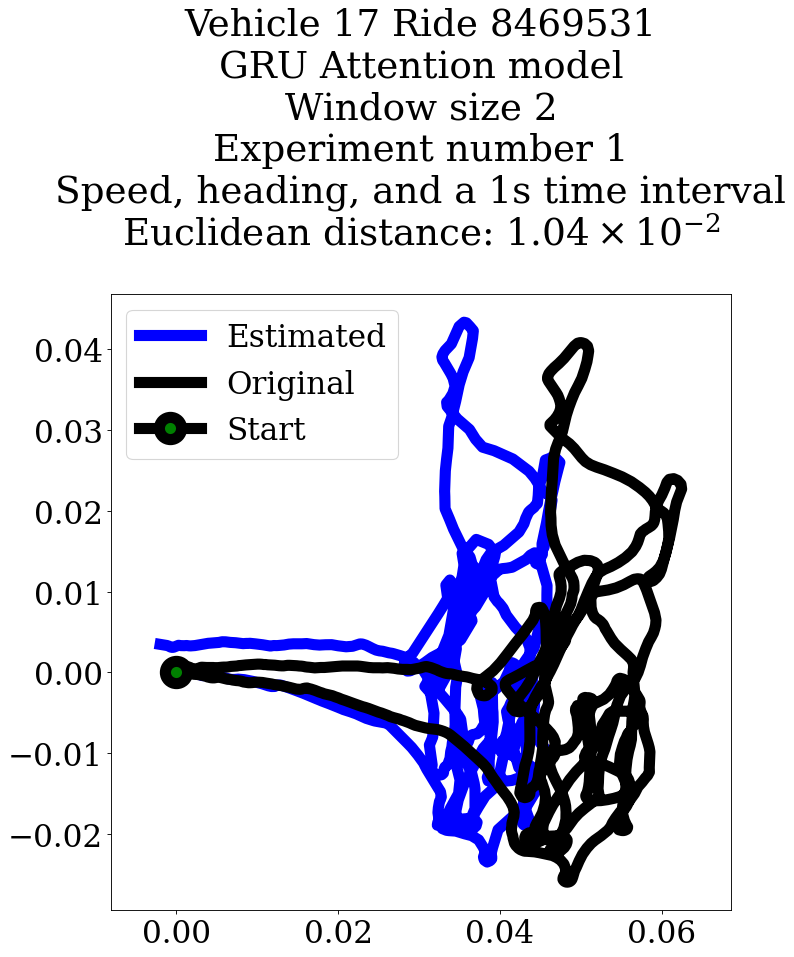 Vehicle 17 Ride 8469531
GRU Attention model
Window size 2
Experiment number 1
Speed, heading, and a 1s time interval
Euclidean distance: 1.04 × 10⁻²
Estimated
Original
Start
0.04
0.03
0.02
0.01
0.00
−0.01
−0.02
0.00 0.02 0.04 0.06